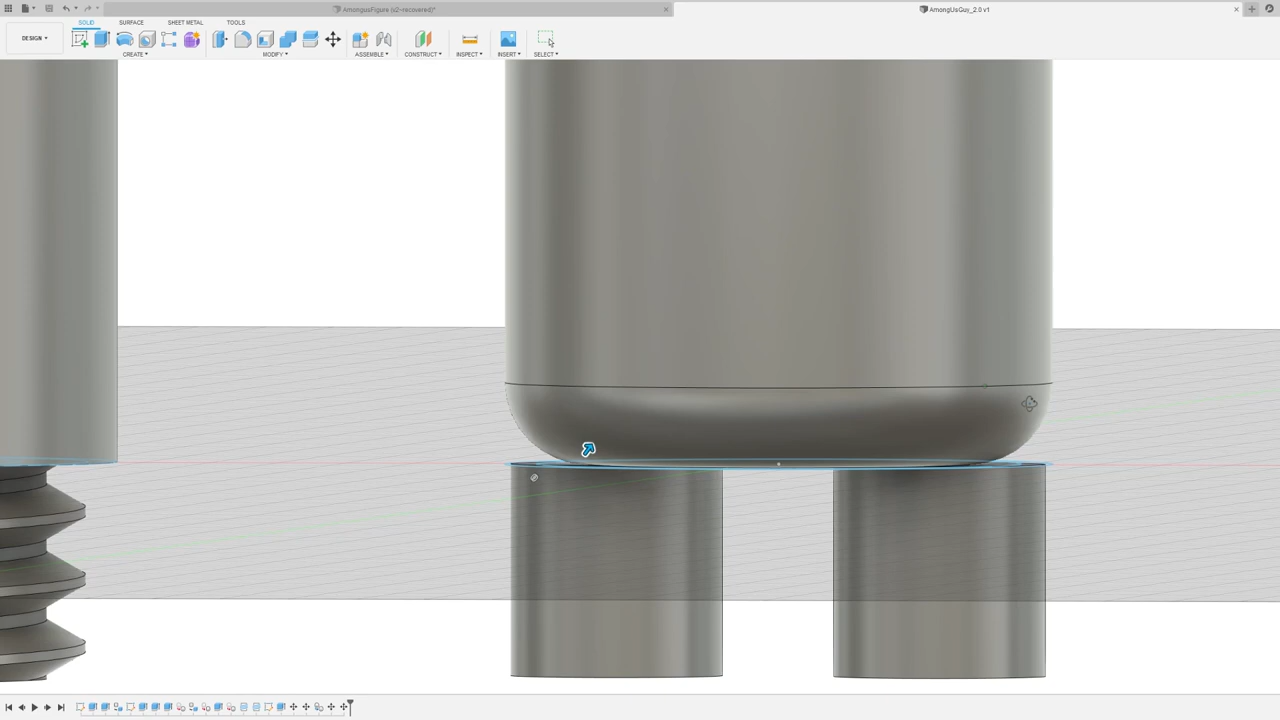 AmongusFigure (v2~recovered)*
AmongUsGuy_2.0 v1
SOLID SURFACE SHEET METAL TOOLS
DESIGN
CREATE MODIFY ASSEMBLE CONSTRUCT INSPECT INSERT SELECT